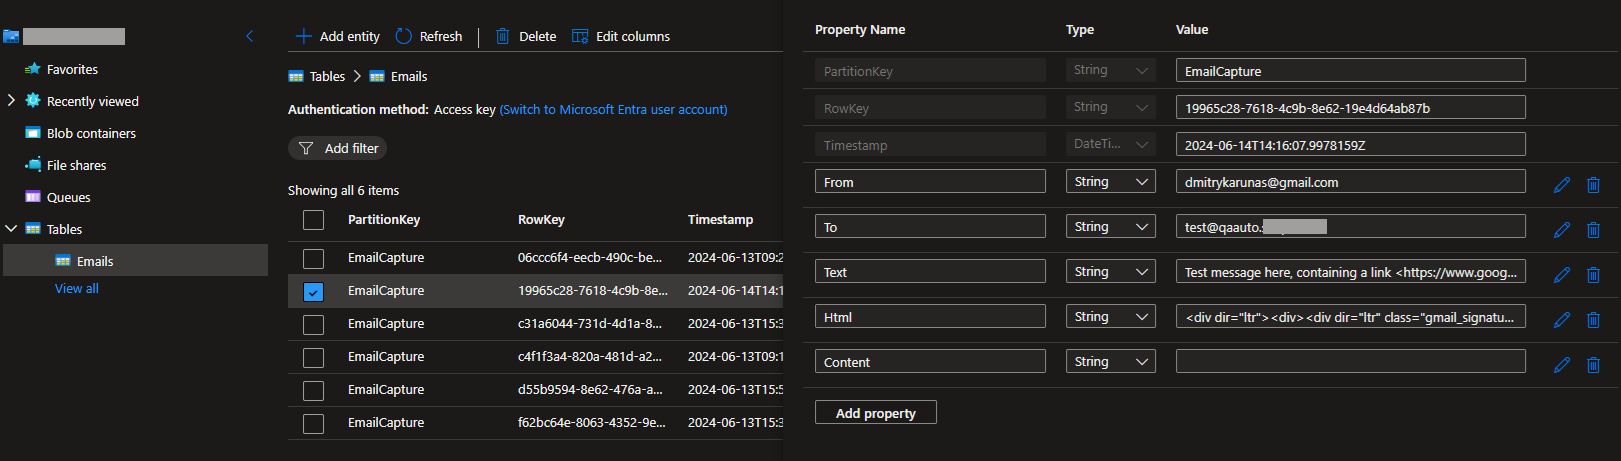 Favorites
Recently viewed
Blob containers
File shares
Queues
Tables
Emails
View all
Add entity Refresh Delete Edit columns
Tables > Emails
Authentication method: Access key (Switch to Microsoft Entra user account)
Add filter
Showing all 6 items
PartitionKey RowKey Timestamp
EmailCapture 06ccc6f4-eecb-490c-be... 2024-06-13T09:2
EmailCapture 19965c28-7618-4c9b-8e... 2024-06-14T14:1
EmailCapture c31a6044-731d-4d1a-8... 2024-06-13T15:3
EmailCapture c4f1f3a4-820a-481d-a2... 2024-06-13T09:1
EmailCapture d55b9594-8e62-476a-a... 2024-06-13T15:5
EmailCapture f62bc64e-8063-4352-9e... 2024-06-13T15:3
Property Name Type Value
PartitionKey String EmailCapture
RowKey String 19965c28-7618-4c9b-8e62-19e4d64ab87b
Timestamp DateTi... 2024-06-14T14:16:07.9978159Z
From String dmitrykarunas@gmail.com
To String test@qaauto.
Text String Test message here, containing a link <https://www.goog...
Html String <div dir="ltr"><div><div dir="ltr" class="gmail_signatu...
Content String
Add property